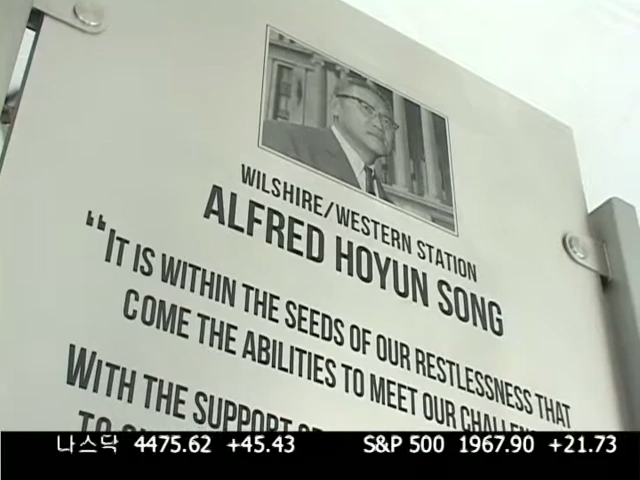 WILSHIRE/WESTERN STATION
ALFRED HOYUN SONG
“IT IS WITHIN THE SEEDS OF OUR RESTLESSNESS THAT
COME THE ABILITIES TO MEET OUR
WITH THE SUPPORT
TO
나스닥 4475.62 +45.43 S&P 500 1967.90 +21.73